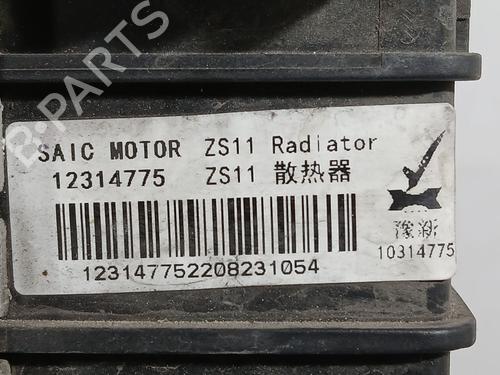 SAIC MOTOR ZS11 Radiator
12314775 ZS11 散热器
豫新
10314775
123147752208231054
B-PARTS